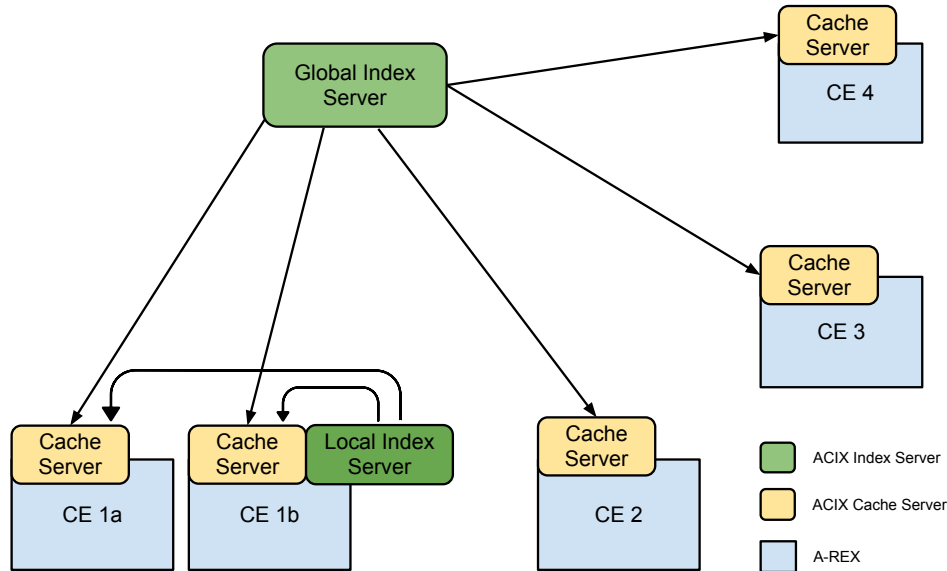 Cache
Server
CE 4
Global Index
Server
Cache
Server
CE 3
Cache
Server
CE 1a
Cache
Server
Local Index
Server
CE 1b
Cache
Server
CE 2
ACIX Index Server
ACIX Cache Server
A-REX